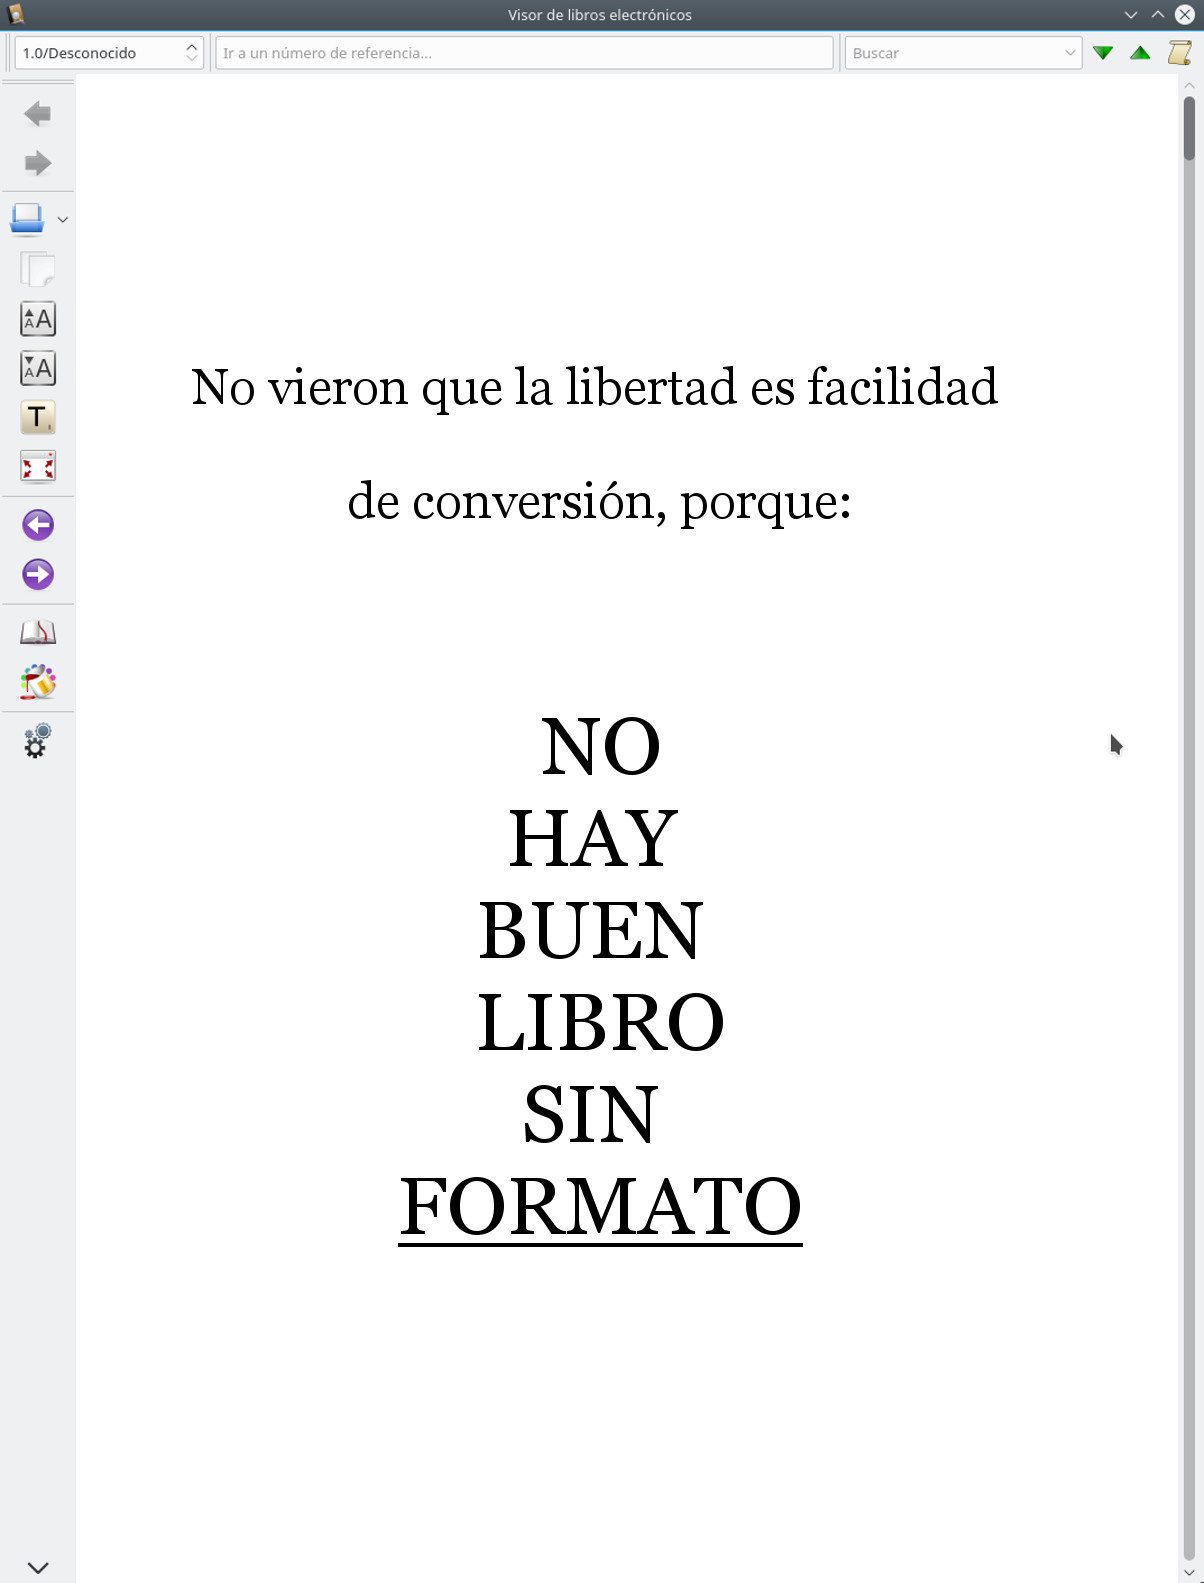 Visor de libros electrónicos
1.0/Desconocido
Ir a un número de referencia...
Buscar
No vieron que la libertad es facilidad
de conversión, porque:
NO
HAY
BUEN
LIBRO
SIN
FORMATO